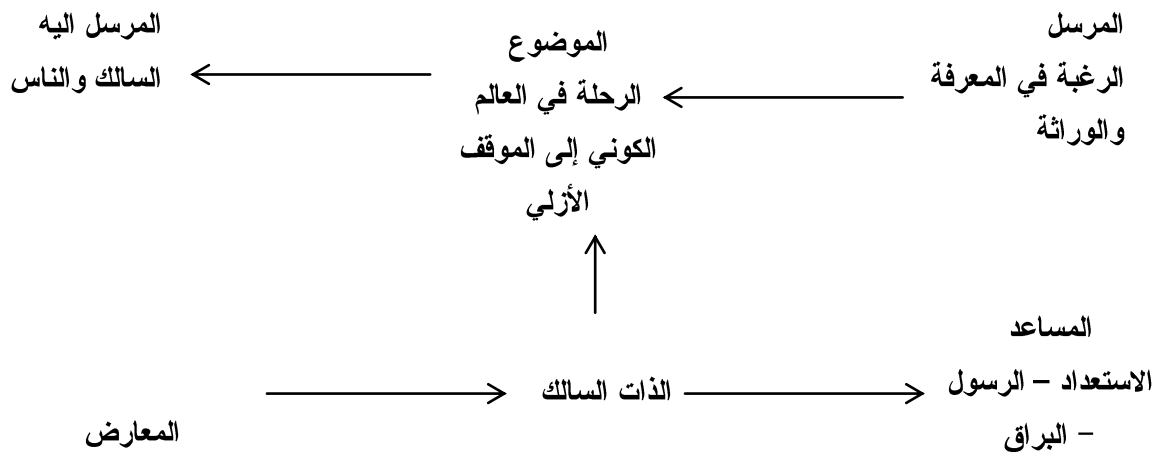 المرسل
الرغبة في المعرفة
والوراثة
الموضوع
الرحلة في العالم
الكوني إلى الموقف
الأزلي
المرسل اليه
السالك والناس
المساعد
الاستعداد – الرسول
– البراق
الذات السالك
المعارض